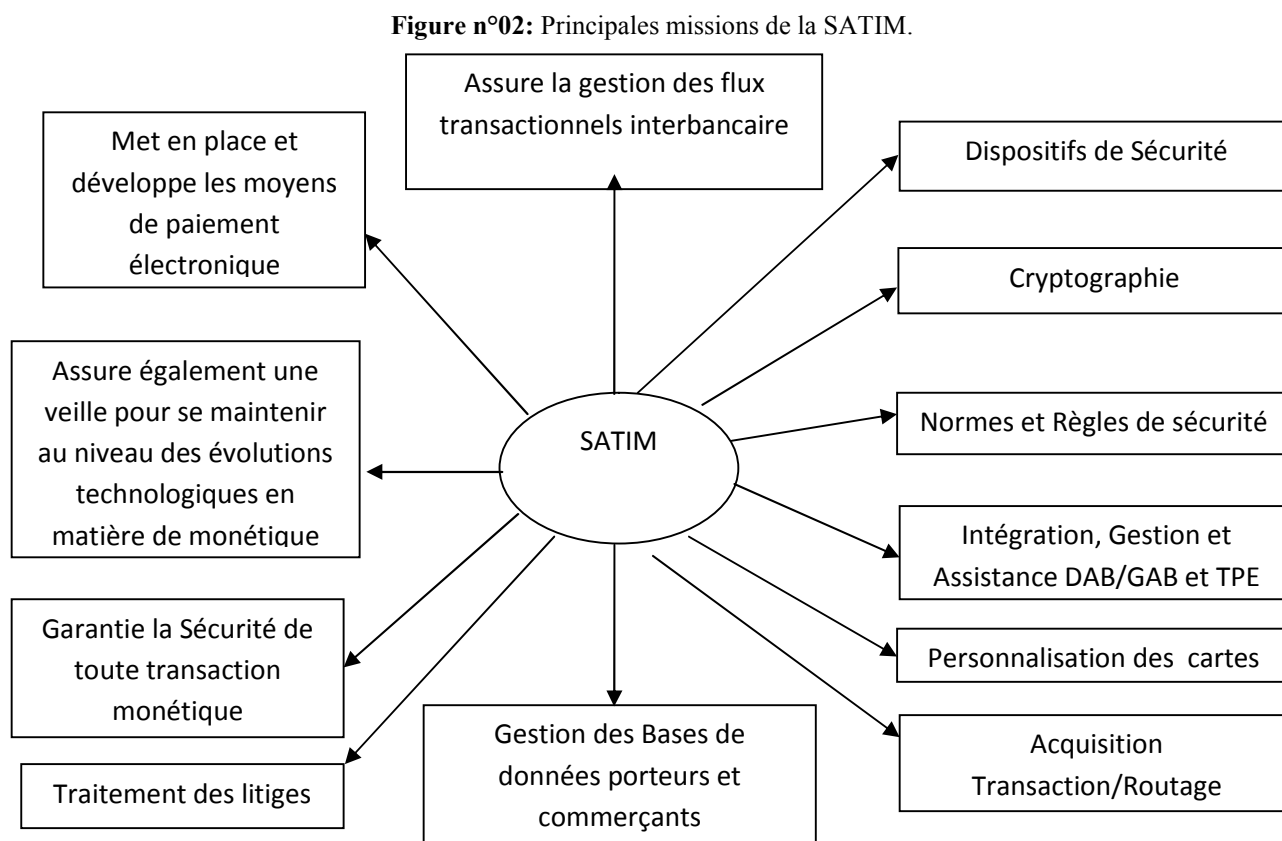 Figure n°02: Principales missions de la SATIM.
Assure la gestion des flux
transactionnels interbancaire
Met en place et
développe les moyens
de paiement
électronique
Dispositifs de Sécurité
Cryptographie
Assure également une
veille pour se maintenir
au niveau des évolutions
technologiques en
matière de monétique
SATIM
Normes et Règles de sécurité
Intégration, Gestion et
Assistance DAB/GAB et TPE
Garantie la Sécurité de
toute transaction
monétique
Personnalisation des cartes
Traitement des litiges
Gestion des Bases de
données porteurs et
commerçants
Acquisition
Transaction/Routage